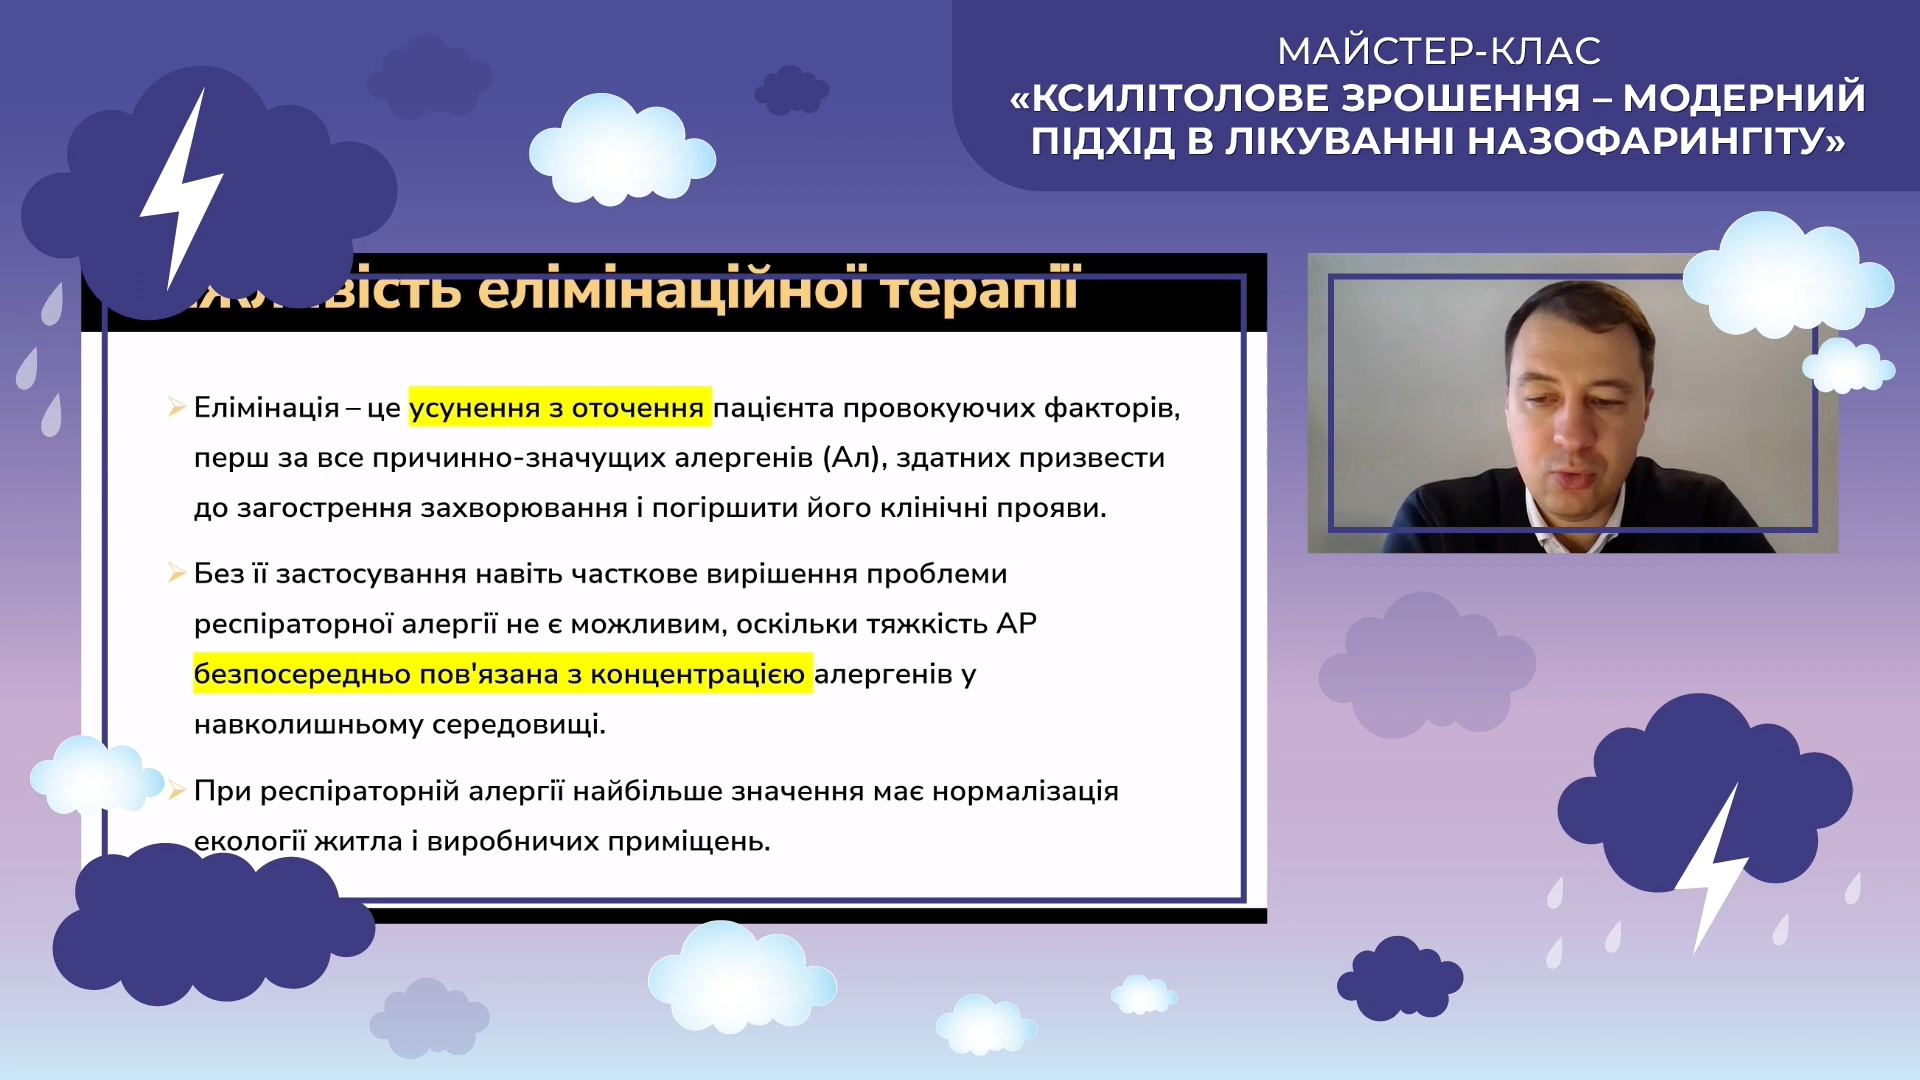 МАЙСТЕР-КЛАС
«КСИЛІТОЛОВЕ ЗРОШЕННЯ – МОДЕРНИЙ
ПІДХІД В ЛІКУВАННІ НАЗОФАРИНГІТУ»
елімінаційної терапії
Елімінація – це усунення з оточення пацієнта провокуючих факторів,
перш за все причинно-значущих алергенів (Ал), здатних призвести
до загострення захворювання і погіршити його клінічні прояви.
Без її застосування навіть часткове вирішення проблеми
респіраторної алергії не є можливим, оскільки тяжкість АР
безпосередньо пов'язана з концентрацією алергенів у
навколишньому середовищі.
При респіраторній алергії найбільше значення має нормалізація
екології житла і виробничих приміщень.